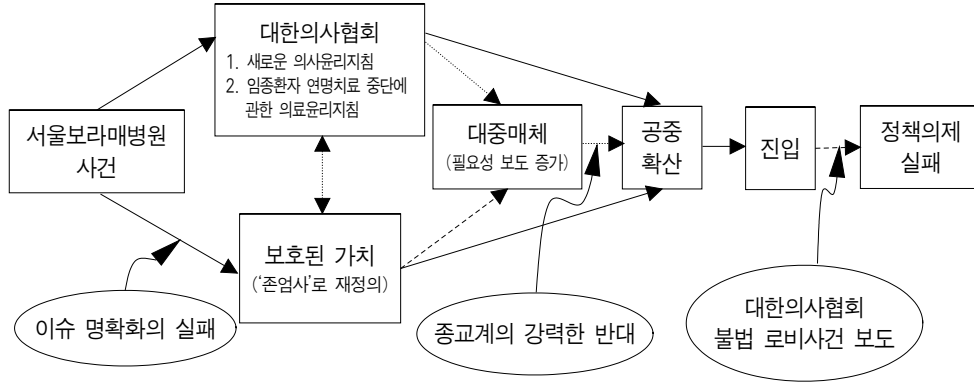 대한의사협회
1. 새로운 의사윤리지침
2. 임종환자 연명치료 중단에
관한 의료윤리지침
서울보라매병원
사건
대중매체
(필요성 보도 증가)
공중
확산
진입
정책의제
실패
보호된 가치
(‘존엄사’로 재정의)
이슈 명확화의 실패
종교계의 강력한 반대
대한의사협회
불법 로비사건 보도